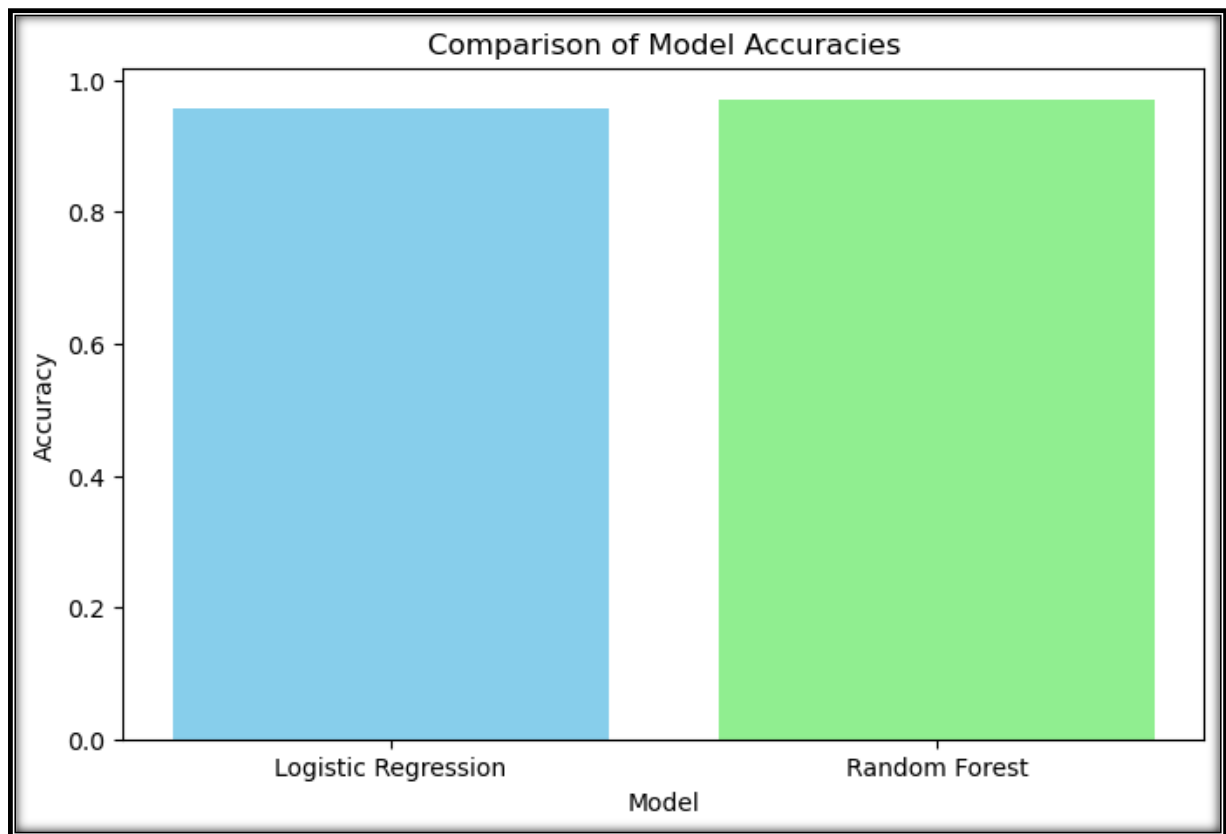 Comparison of Model Accuracies
1.0
0.8
0.6
0.4
0.2
0.0
Accuracy
Logistic Regression
Random Forest
Model